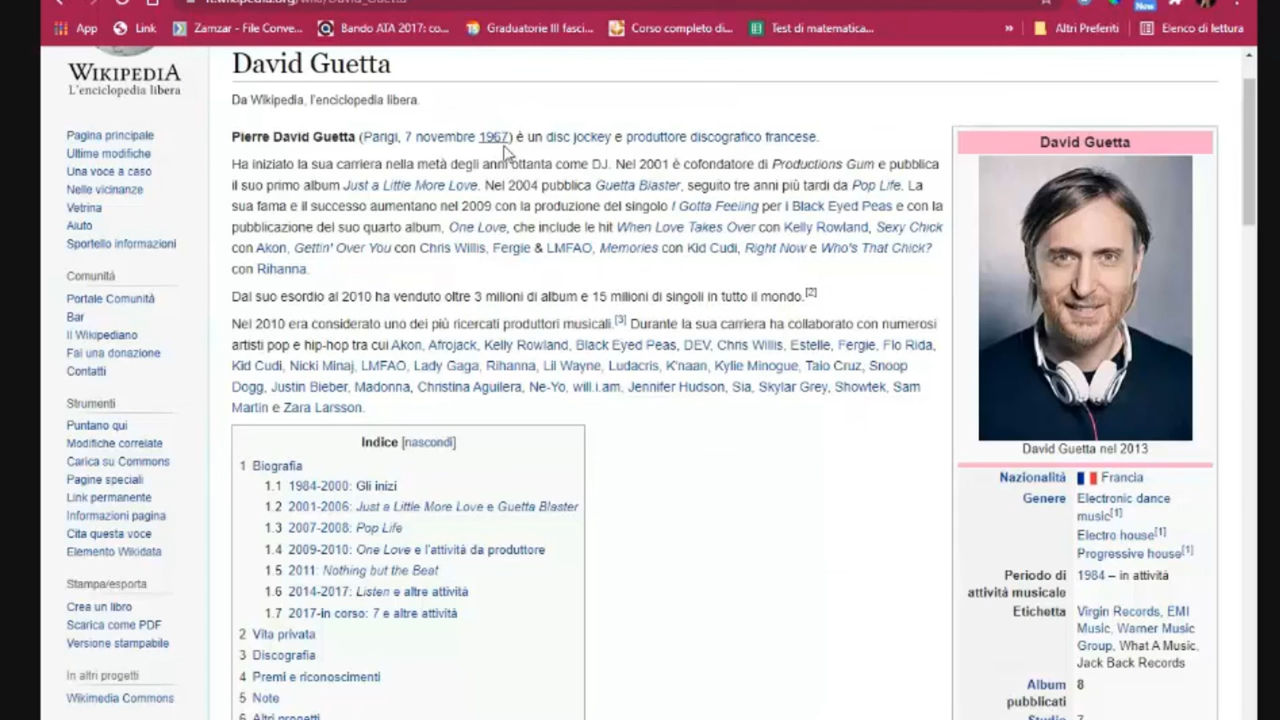 App
Link
Zamzar - File Conve...
Bando ATA 2017: co...
Graduatorie III fasci...
Corso completo di...
Test di matematica...
»
Altri Preferiti
Elenco di lettura
New
WIKIPEDIA
L'enciclopedia libera
Pagina principale
Ultime modifiche
Una voce a caso
Nelle vicinanze
Vetrina
Aiuto
Sportello informazioni
Comunità
Portale Comunità
Bar
Il Wikipediano
Fai una donazione
Contatti
Strumenti
Puntano qui
Modifiche correlate
Carica su Commons
Pagine speciali
Link permanente
Informazioni pagina
Cita questa voce
Elemento Wikidata
Stampa/esporta
Crea un libro
Scarica come PDF
Versione stampabile
In altri progetti
Wikimedia Commons
David Guetta
Da Wikipedia, l'enciclopedia libera.
Pierre David Guetta (Parigi, 7 novembre 1967) è un disc jockey e produttore discografico francese.
Ha iniziato la sua carriera nella metà degli anni ottanta come DJ. Nel 2001 è cofondatore di Productions Gum e pubblica
il suo primo album Just a Little More Love. Nel 2004 pubblica Guetta Blaster, seguito tre anni più tardi da Pop Life. La
sua fama e il successo aumentano nel 2009 con la produzione del singolo I Gotta Feeling per i Black Eyed Peas e con la
pubblicazione del suo quarto album, One Love, che include le hit When Love Takes Over con Kelly Rowland, Sexy Chick
con Akon, Gettin' Over You con Chris Willis, Fergie & LMFAO, Memories con Kid Cudi, Right Now e Who's That Chick?
con Rihanna.
Dal suo esordio al 2010 ha venduto oltre 3 milioni di album e 15 milioni di singoli in tutto il mondo.[2]
Nel 2010 era considerato uno dei più ricercati produttori musicali.[3] Durante la sua carriera ha collaborato con numerosi
artisti pop e hip-hop tra cui Akon, Afrojack, Kelly Rowland, Black Eyed Peas, DEV, Chris Willis, Estelle, Fergie, Flo Rida,
Kid Cudi, Nicki Minaj, LMFAO, Lady Gaga, Rihanna, Lil Wayne, Ludacris, K'naan, Kylie Minogue, Taio Cruz, Snoop
Dogg, Justin Bieber, Madonna, Christina Aguilera, Ne-Yo, will.i.am, Jennifer Hudson, Sia, Skylar Grey, Showtek, Sam
Martin e Zara Larsson.
Indice [nascondi]
1 Biografia
1.1 1984-2000: Gli inizi
1.2 2001-2006: Just a Little More Love e Guetta Blaster
1.3 2007-2008: Pop Life
1.4 2009-2010: One Love e l'attività da produttore
1.5 2011: Nothing but the Beat
1.6 2014-2017: Listen e altre attività
1.7 2017-in corso: 7 e altre attività
2 Vita privata
3 Discografia
4 Premi e riconoscimenti
5 Note
6 Altri progetti
David Guetta
David Guetta nel 2013
Nazionalità Francia
Genere Electronic dance
music[1]
Electro house[1]
Progressive house[1]
Periodo di 1984 – in attività
attività musicale
Etichetta Virgin Records, EMI
Music, Warner Music
Group, What A Music,
Jack Back Records
Album 8
pubblicati
Studio 7